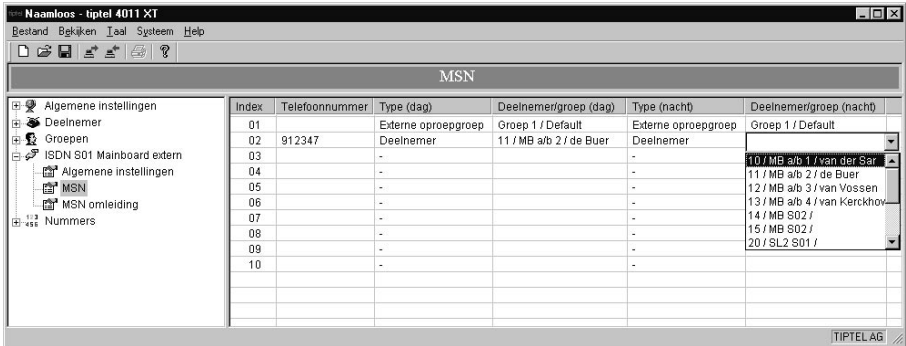 tiptel Naamloos - tiptel 4011 XT
Bestand Bekijken Taal Systeem Help
MSN
Algemene instellingen
Deelnemer
Groepen
ISDN S01 Mainboard extern
Algemene instellingen
MSN
MSN omleiding
123 456 Nummers
Index Telefoonnummer Type (dag) Deelnemer/groep (dag) Type (nacht) Deelnemer/groep (nacht)
01 Externe oproepgroep Groep 1 / Default Externe oproepgroep Groep 1 / Default
02 912347 Deelnemer 11 / MB a/b 2 / de Buer Deelnemer
03 - -
04 - -
05 - -
06 - -
07 - -
08 - -
09 - -
10 - -
10 / MB a/b 1 / van der Sar
11 / MB a/b 2 / de Buer
12 / MB a/b 3 / van Vossen
13 / MB a/b 4 / van Kerckhov
14 / MB S02 /
15 / MB S02 /
20 / SL2 S01 /
TIPTEL AG